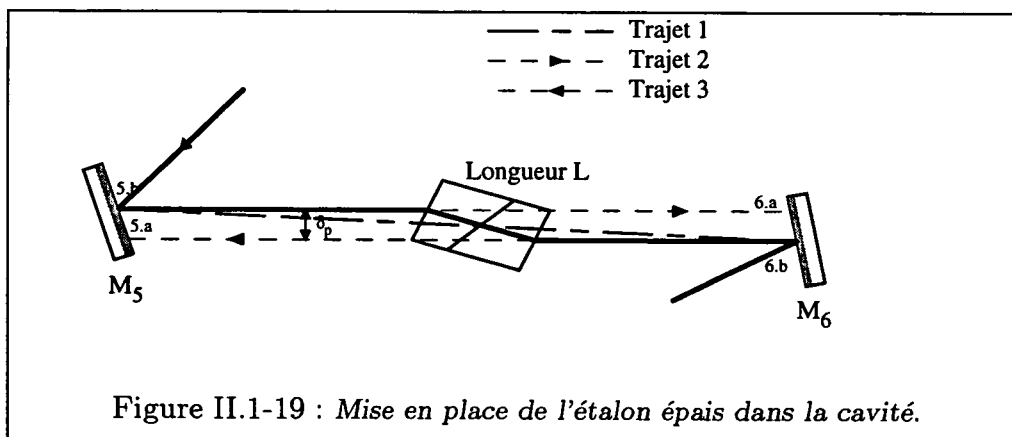 Trajet 1
Trajet 2
Trajet 3
Longueur L
5.b
5.a
δp
6.a
6.b
M5
M6
Figure II.1-19 : Mise en place de l'étalon épais dans la cavité.